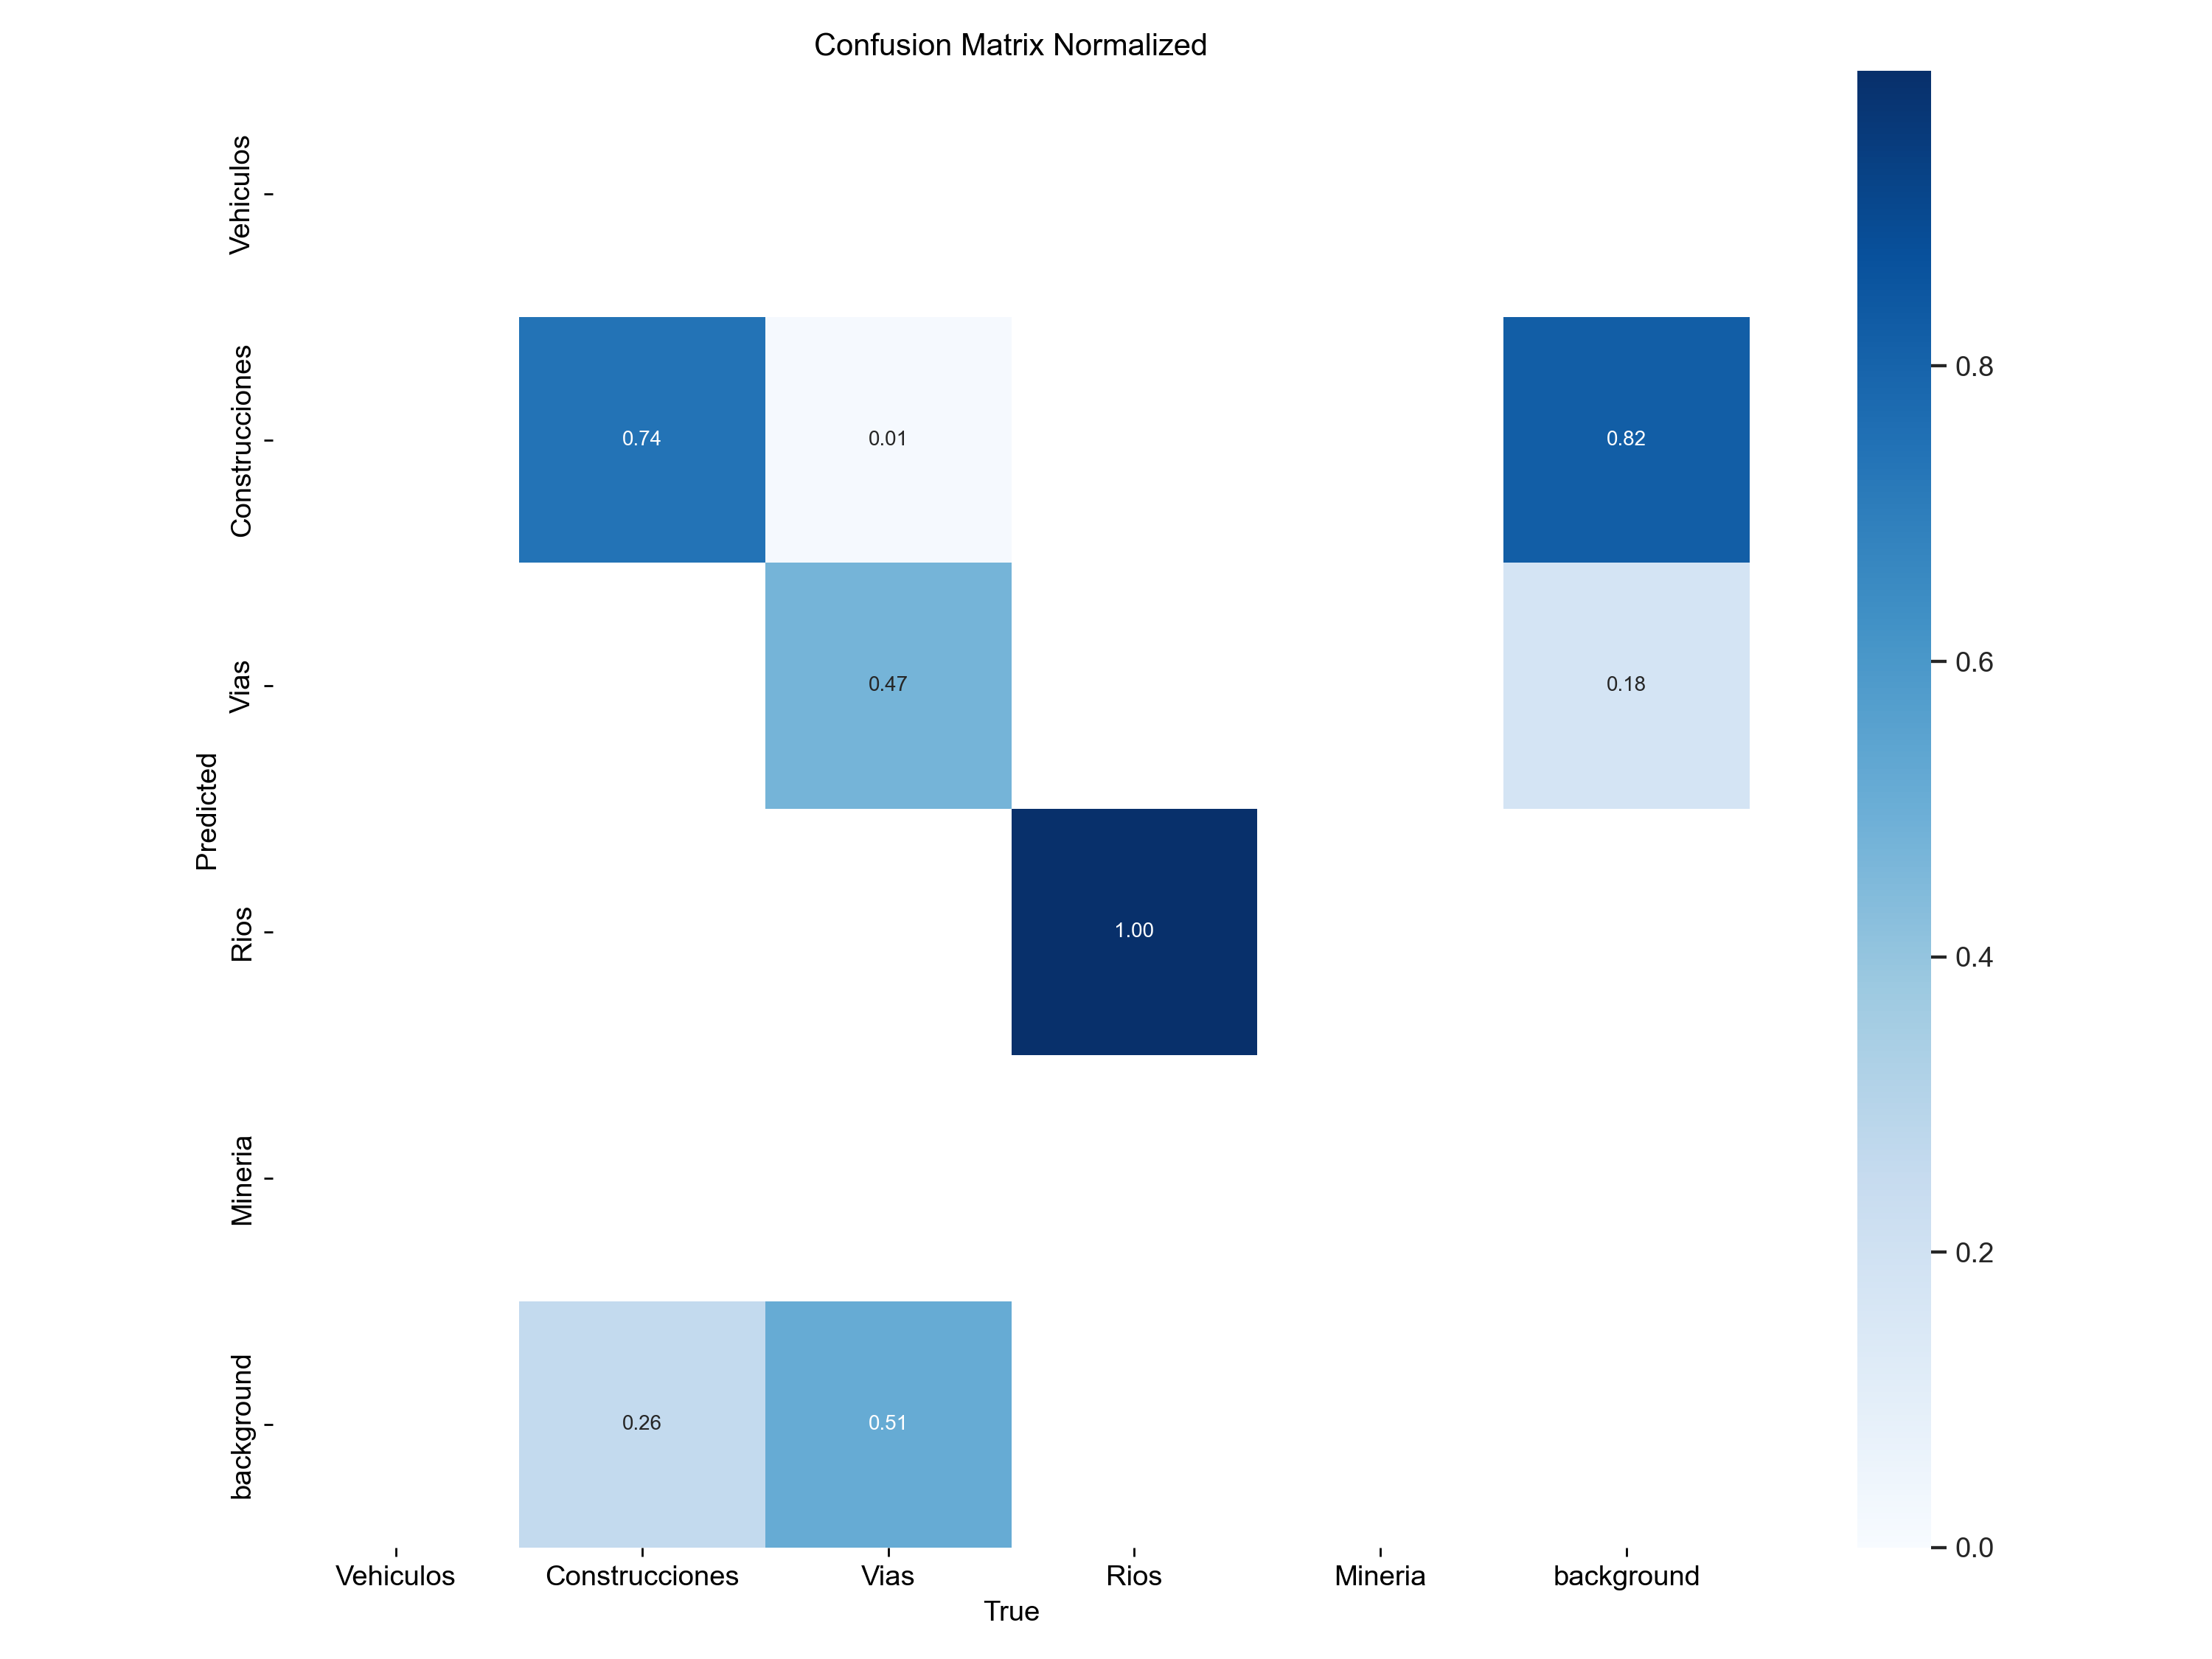 Confusion Matrix Normalized
Vehiculos
Construcciones
Vias
Rios
Mineria
background
Predicted
0.74 0.01 0.82
0.47 0.18
1.00
0.26 0.51
Vehiculos Construcciones Vias Rios Mineria background
True
0.8
0.6
0.4
0.2
0.0